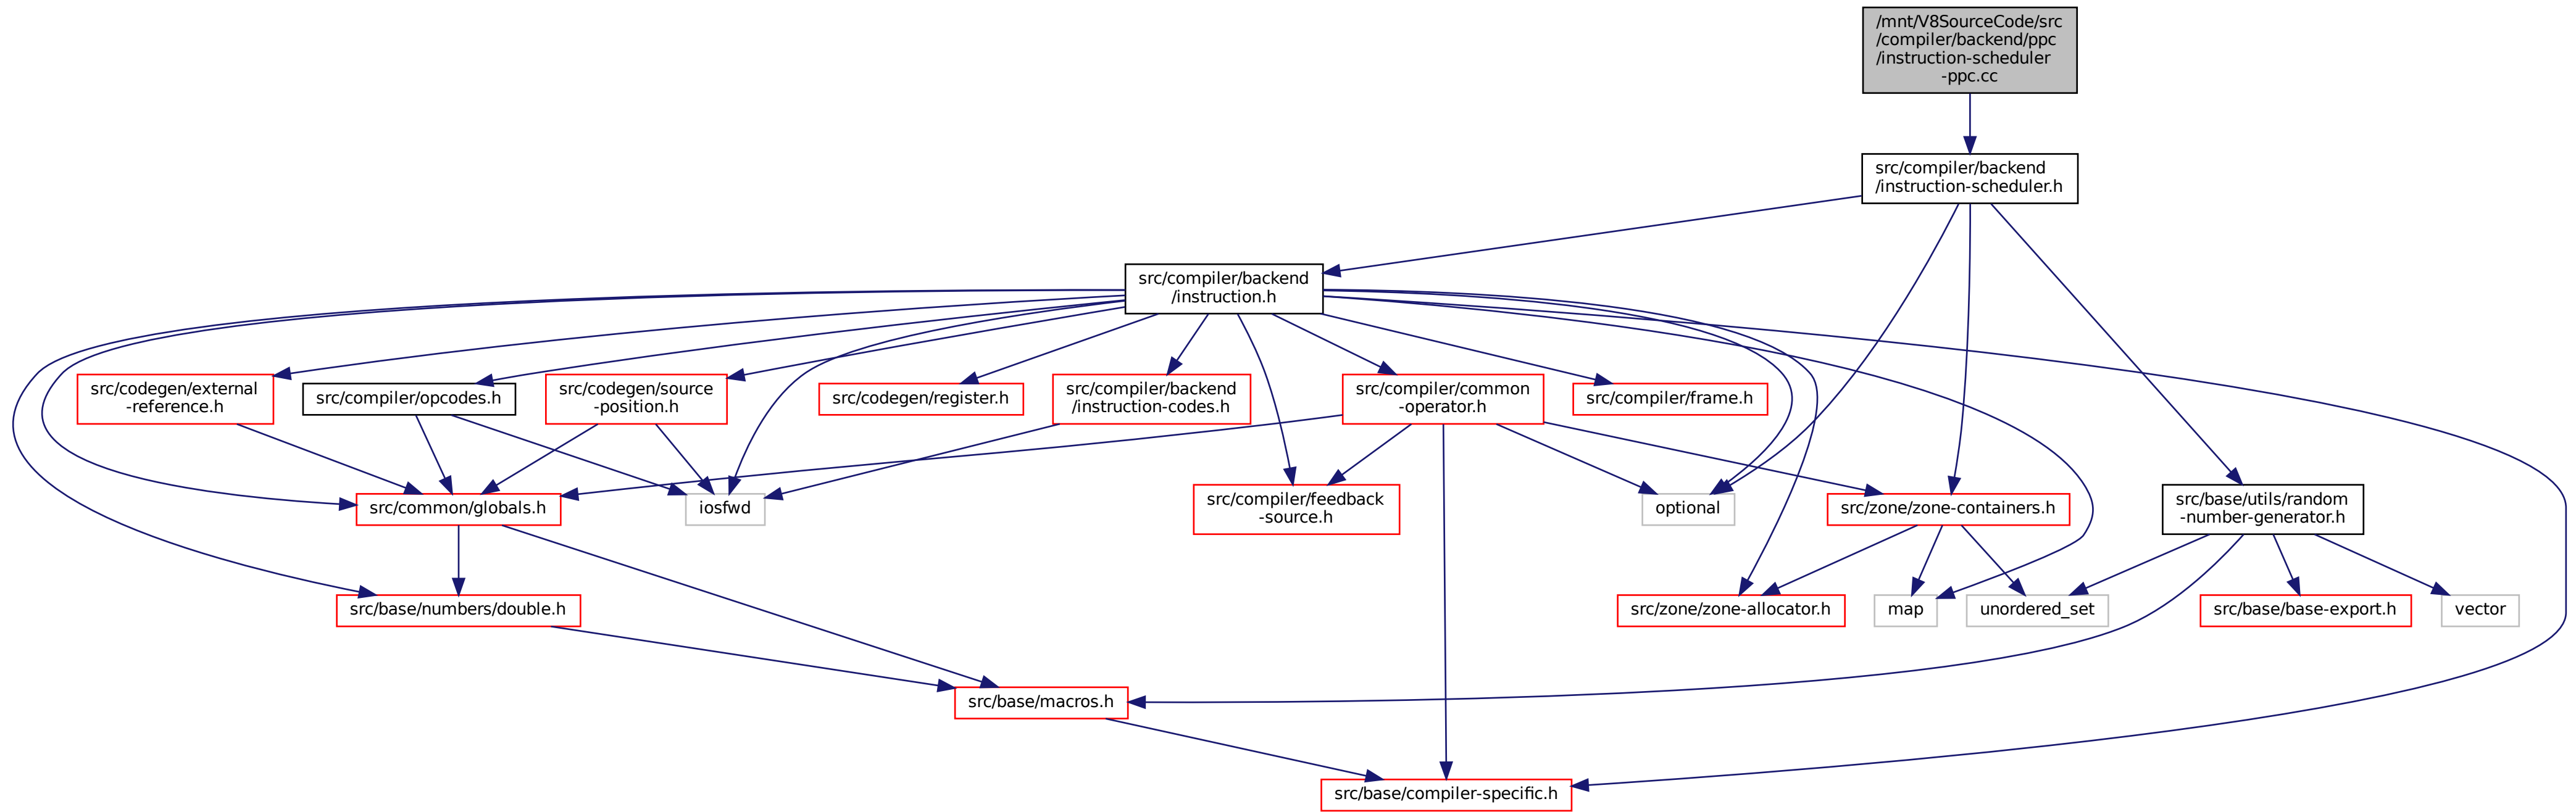 /mnt/V8SourceCode/src
/compiler/backend/ppc
/instruction-scheduler
-ppc.cc
src/compiler/backend
/instruction-scheduler.h
src/compiler/backend
/instruction.h
src/codegen/external
-reference.h
src/compiler/opcodes.h
src/codegen/source
-position.h
src/codegen/register.h
src/compiler/backend
/instruction-codes.h
src/compiler/common
-operator.h
src/compiler/frame.h
src/common/globals.h
iosfwd
src/compiler/feedback
-source.h
optional
src/zone/zone-containers.h
src/base/utils/random
-number-generator.h
src/base/numbers/double.h
src/zone/zone-allocator.h
map
unordered_set
src/base/base-export.h
vector
src/base/macros.h
src/base/compiler-specific.h